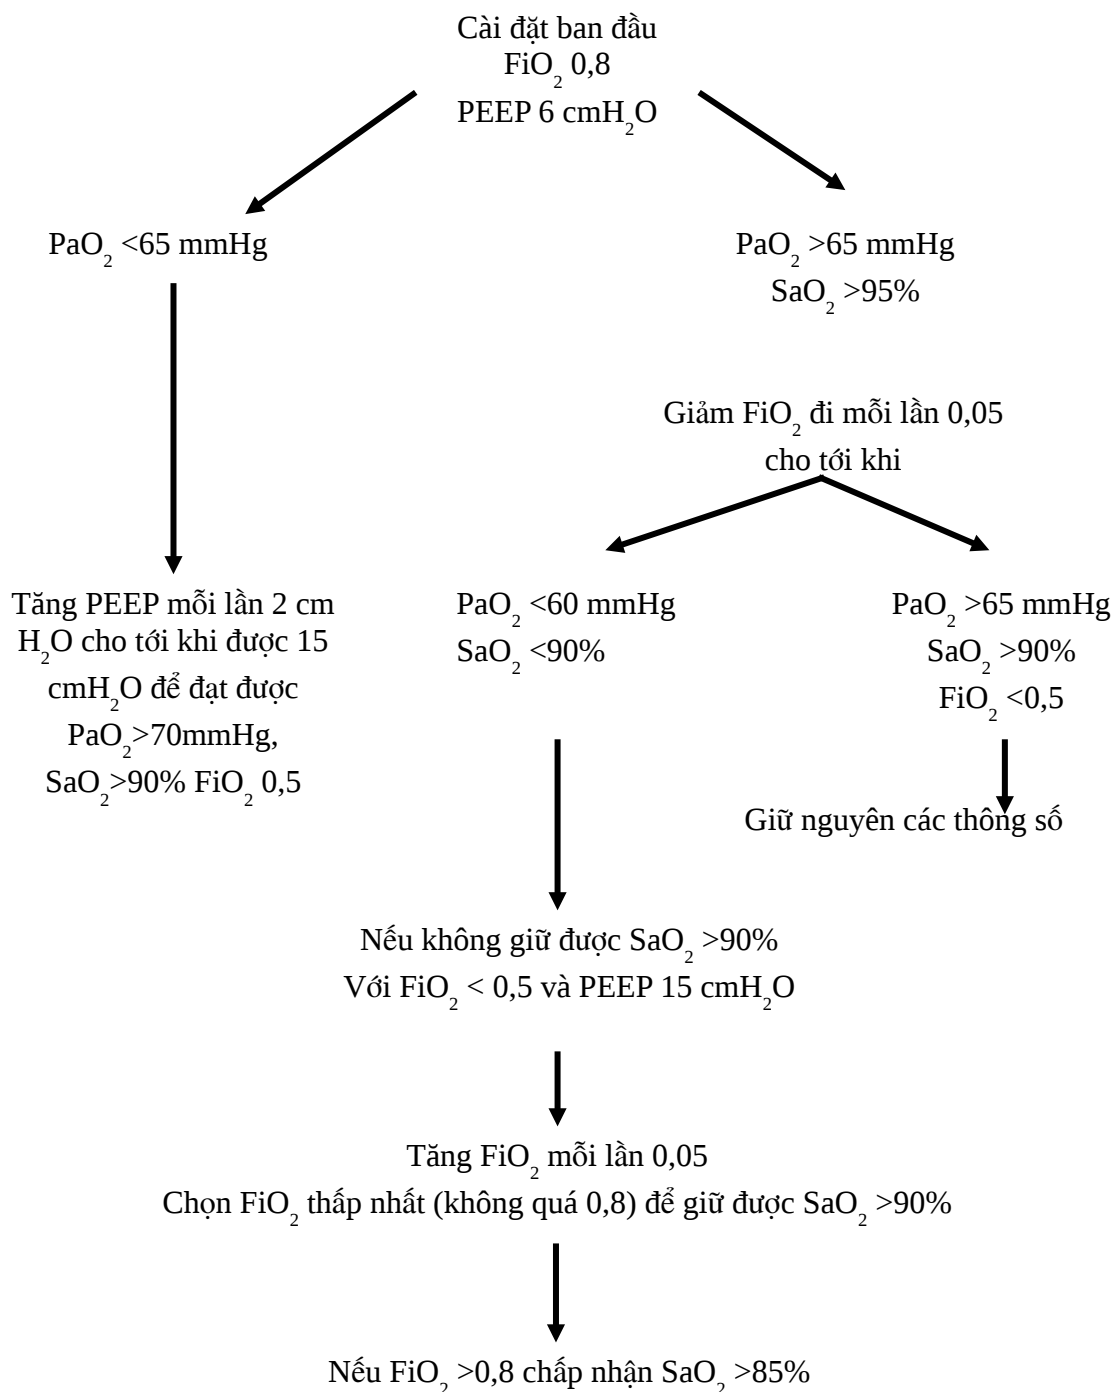 Cài đặt ban đầu
FiO₂ 0,8
PEEP 6 cmH₂O
PaO₂ <65 mmHg
PaO₂ >65 mmHg
SaO₂ >95%
Giảm FiO₂ đi mỗi lần 0,05
cho tới khi
Tăng PEEP mỗi lần 2 cm
H₂O cho tới khi được 15
cmH₂O để đạt được
PaO₂>70mmHg,
SaO₂>90% FiO₂ 0,5
PaO₂ <60 mmHg
SaO₂ <90%
PaO₂ >65 mmHg
SaO₂ >90%
FiO₂ <0,5
Giữ nguyên các thông số
Nếu không giữ được SaO₂ >90%
Với FiO₂ < 0,5 và PEEP 15 cmH₂O
Tăng FiO₂ mỗi lần 0,05
Chọn FiO₂ thấp nhất (không quá 0,8) để giữ được SaO₂ >90%
Nếu FiO₂ >0,8 chấp nhận SaO₂ >85%